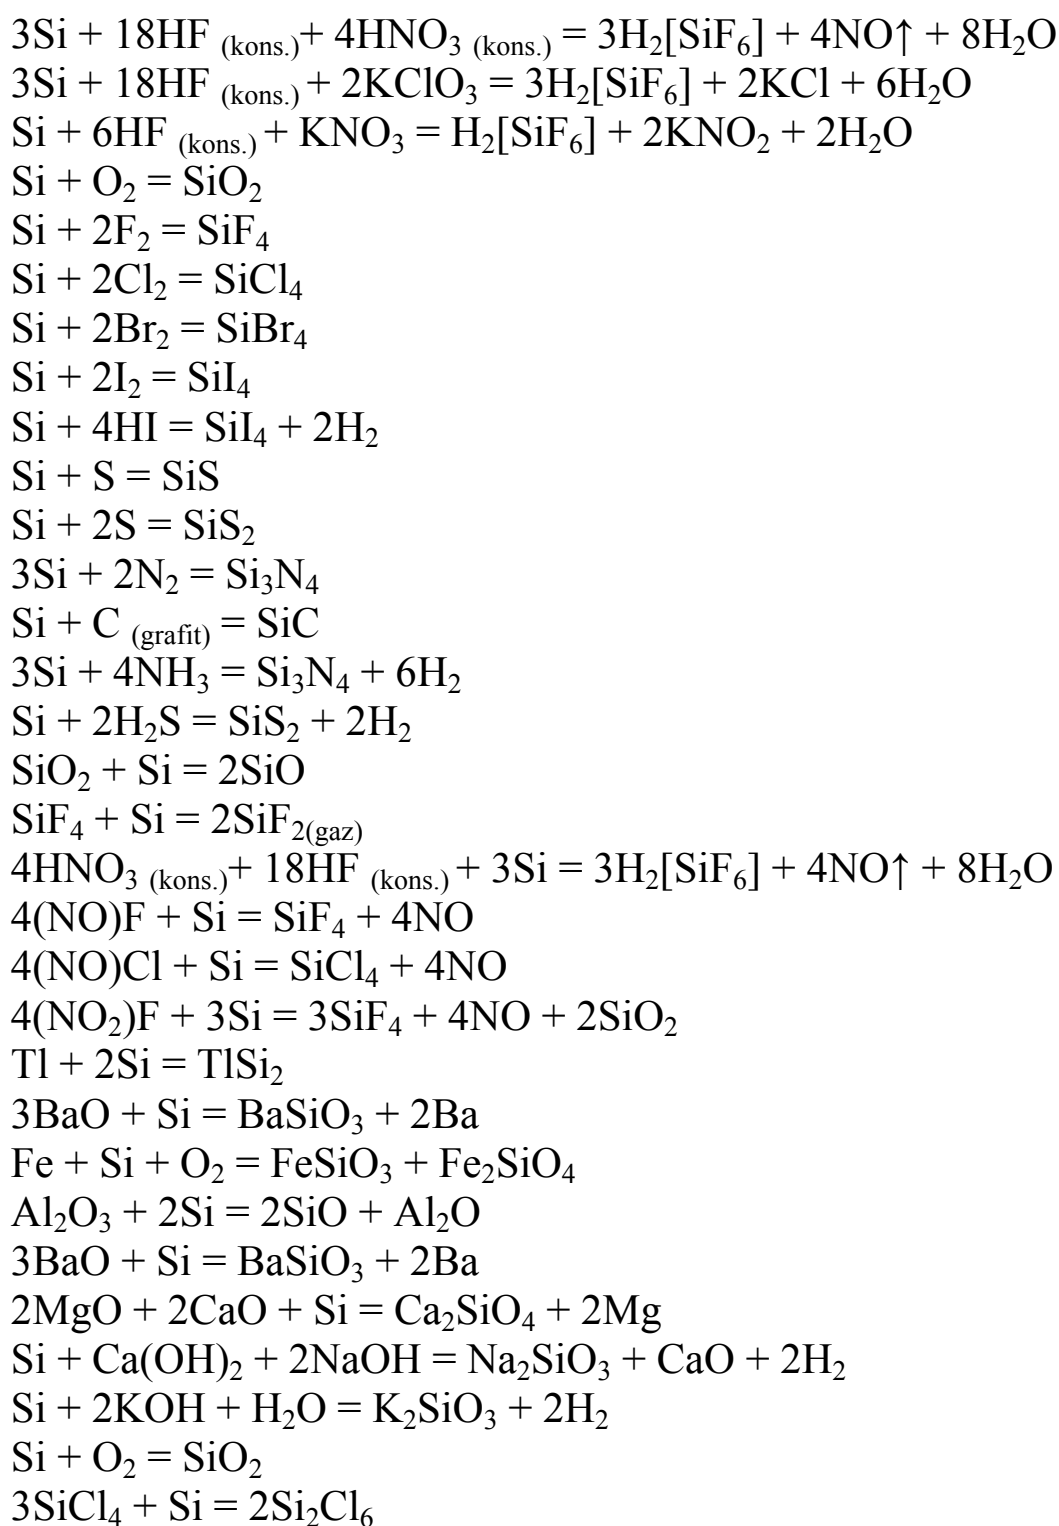 3Si + 18HF (kons.)+ 4HNO₃ (kons.) = 3H₂[SiF₆] + 4NO↑ + 8H₂O
3Si + 18HF (kons.) + 2KClO₃ = 3H₂[SiF₆] + 2KCl + 6H₂O
Si + 6HF (kons.) + KNO₃ = H₂[SiF₆] + 2KNO₂ + 2H₂O
Si + O₂ = SiO₂
Si + 2F₂ = SiF₄
Si + 2Cl₂ = SiCl₄
Si + 2Br₂ = SiBr₄
Si + 2I₂ = SiI₄
Si + 4HI = SiI₄ + 2H₂
Si + S = SiS
Si + 2S = SiS₂
3Si + 2N₂ = Si₃N₄
Si + C (grafit) = SiC
3Si + 4NH₃ = Si₃N₄ + 6H₂
Si + 2H₂S = SiS₂ + 2H₂
SiO₂ + Si = 2SiO
SiF₄ + Si = 2SiF₂(gaz)
4HNO₃ (kons.)+ 18HF (kons.) + 3Si = 3H₂[SiF₆] + 4NO↑ + 8H₂O
4(NO)F + Si = SiF₄ + 4NO
4(NO)Cl + Si = SiCl₄ + 4NO
4(NO₂)F + 3Si = 3SiF₄ + 4NO + 2SiO₂
Tl + 2Si = TlSi₂
3BaO + Si = BaSiO₃ + 2Ba
Fe + Si + O₂ = FeSiO₃ + Fe₂SiO₄
Al₂O₃ + 2Si = 2SiO + Al₂O
3BaO + Si = BaSiO₃ + 2Ba
2MgO + 2CaO + Si = Ca₂SiO₄ + 2Mg
Si + Ca(OH)₂ + 2NaOH = Na₂SiO₃ + CaO + 2H₂
Si + 2KOH + H₂O = K₂SiO₃ + 2H₂
Si + O₂ = SiO₂
3SiCl₄ + Si = 2Si₂Cl₆